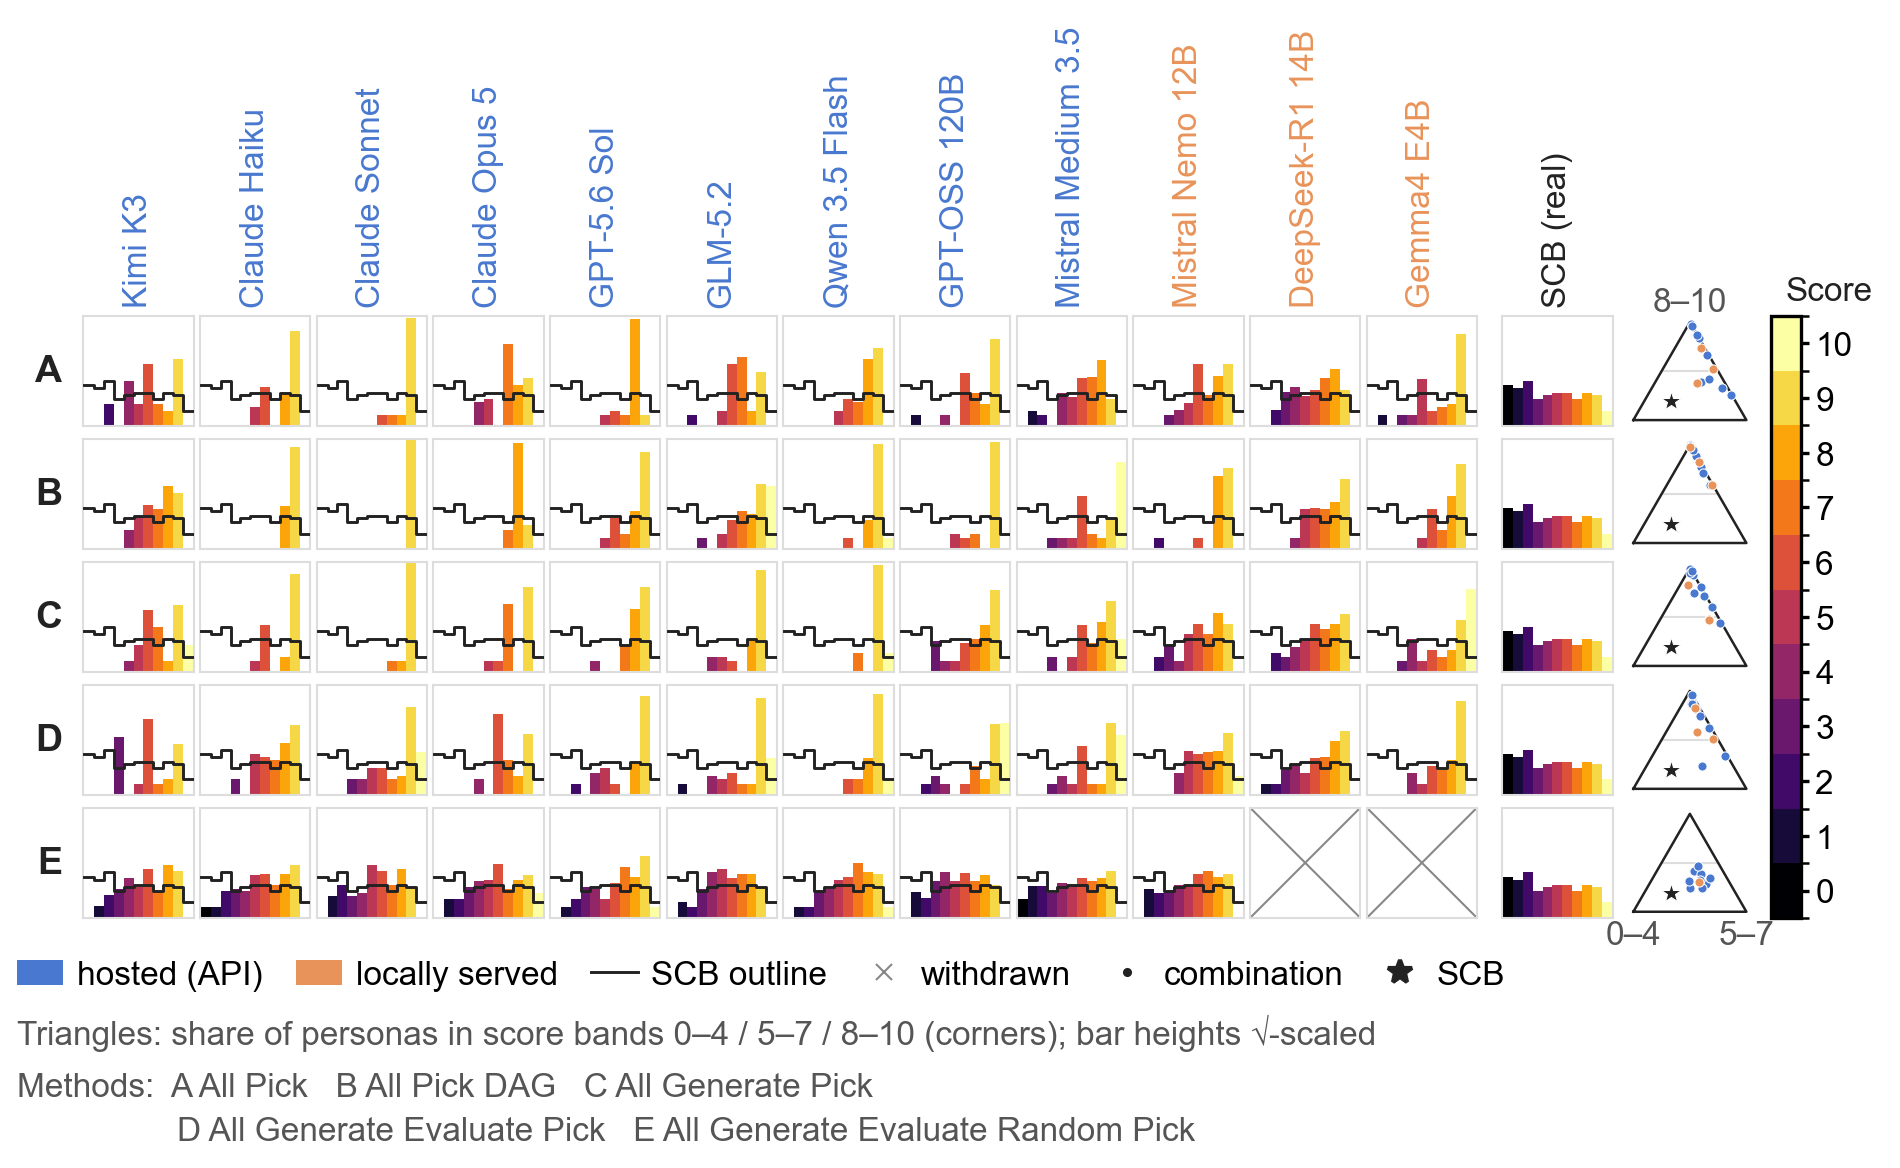 Kimi K3
Claude Haiku
Claude Sonnet
Claude Opus 5
GPT-5.6 Sol
GLM-5.2
Qwen 3.5 Flash
GPT-OSS 120B
Mistral Medium 3.5
Mistral Nemo 12B
DeepSeek-R1 14B
Gemma4 E4B
SCB (real)
8–10
Score
A
B
C
D
E
10
9
8
7
6
5
4
3
2
1
0
0–4
5–7
hosted (API)
locally served
SCB outline
withdrawn
combination
SCB
Triangles: share of personas in score bands 0–4 / 5–7 / 8–10 (corners); bar heights √-scaled
Methods: A All Pick B All Pick DAG C All Generate Pick
D All Generate Evaluate Pick E All Generate Evaluate Random Pick